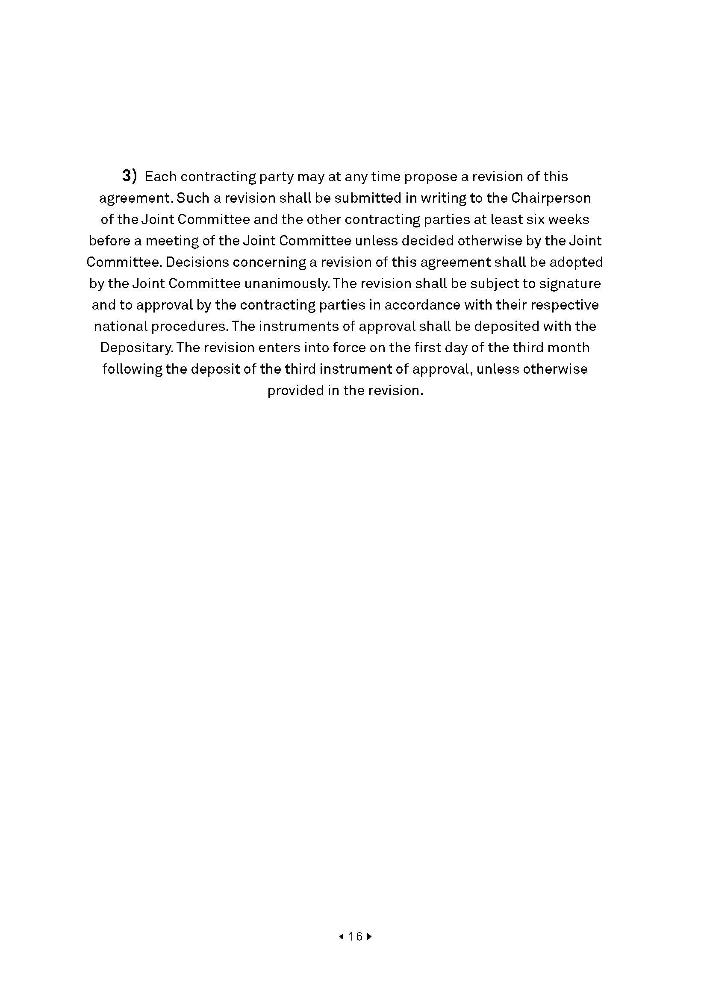 3) Each contracting party may at any time propose a revision of this
agreement. Such a revision shall be submitted in writing to the Chairperson
of the Joint Committee and the other contracting parties at least six weeks
before a meeting of the Joint Committee unless decided otherwise by the Joint
Committee. Decisions concerning a revision of this agreement shall be adopted
by the Joint Committee unanimously. The revision shall be subject to signature
and to approval by the contracting parties in accordance with their respective
national procedures. The instruments of approval shall be deposited with the
Depositary. The revision enters into force on the first day of the third month
following the deposit of the third instrument of approval, unless otherwise
provided in the revision.
16